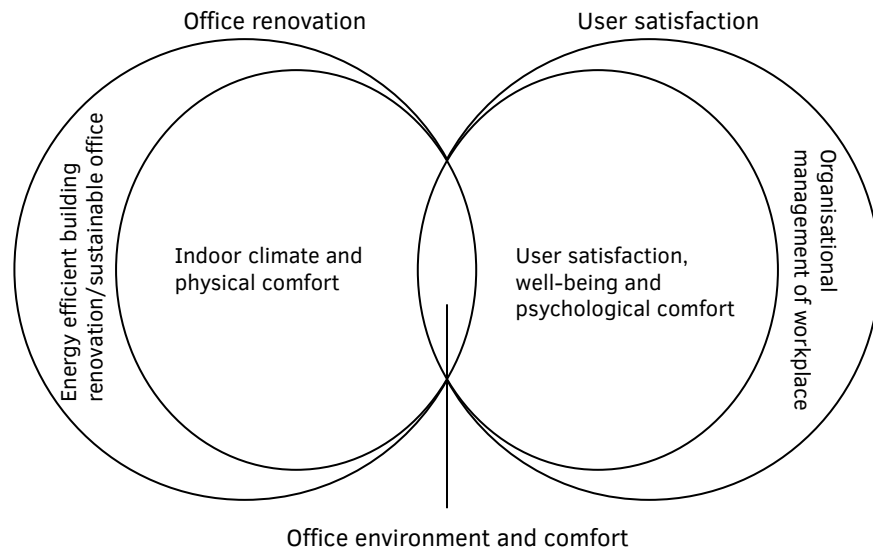 Office renovation
User satisfaction
Energy efficient building
renovation/sustainable office
Indoor climate and
physical comfort
User satisfaction,
well-being and
psychological comfort
Organisational
management of workplace
Office environment and comfort